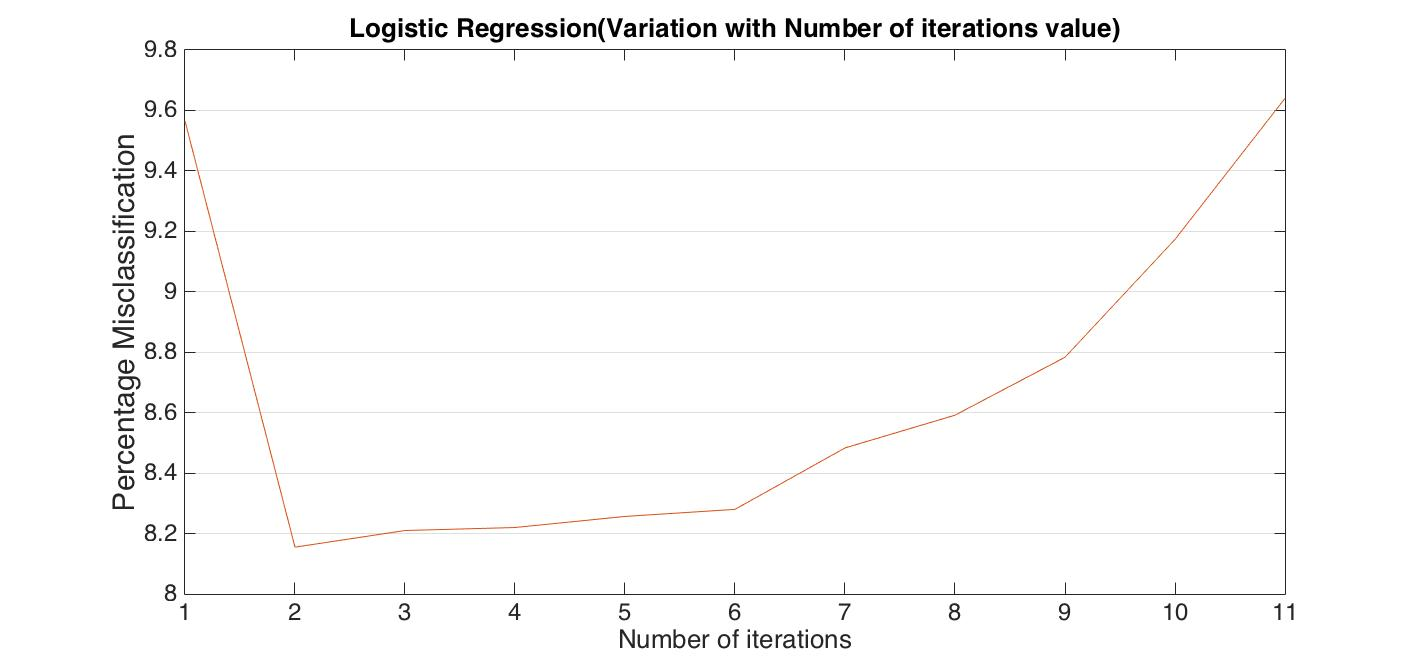 Logistic Regression(Variation with Number of iterations value)
9.8
9.6
9.4
9.2
9
8.8
8.6
8.4
8.2
8
Percentage Misclassification
1 2 3 4 5 6 7 8 9 10 11
Number of iterations